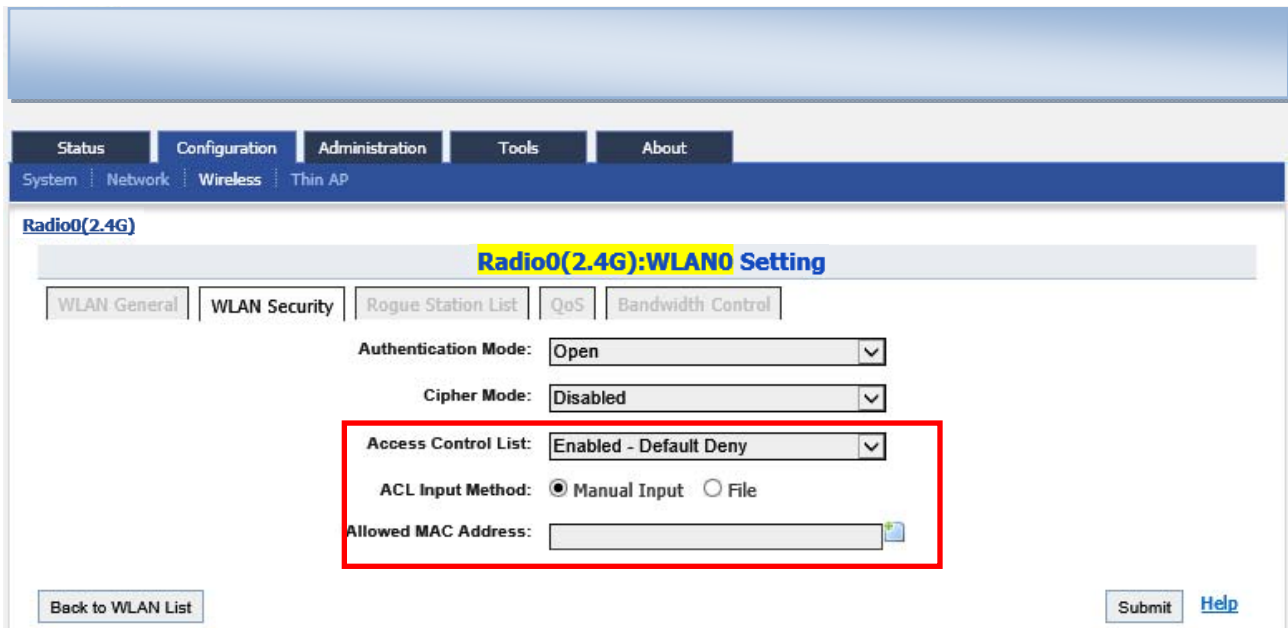 Status Configuration Administration Tools About
System Network Wireless Thin AP
Radio0(2.4G)
Radio0(2.4G):WLAN0 Setting
WLAN General WLAN Security Rogue Station List QoS Bandwidth Control
Authentication Mode: Open
Cipher Mode: Disabled
Access Control List: Enabled - Default Deny
ACL Input Method: Manual Input File
Allowed MAC Address:
Back to WLAN List Submit Help